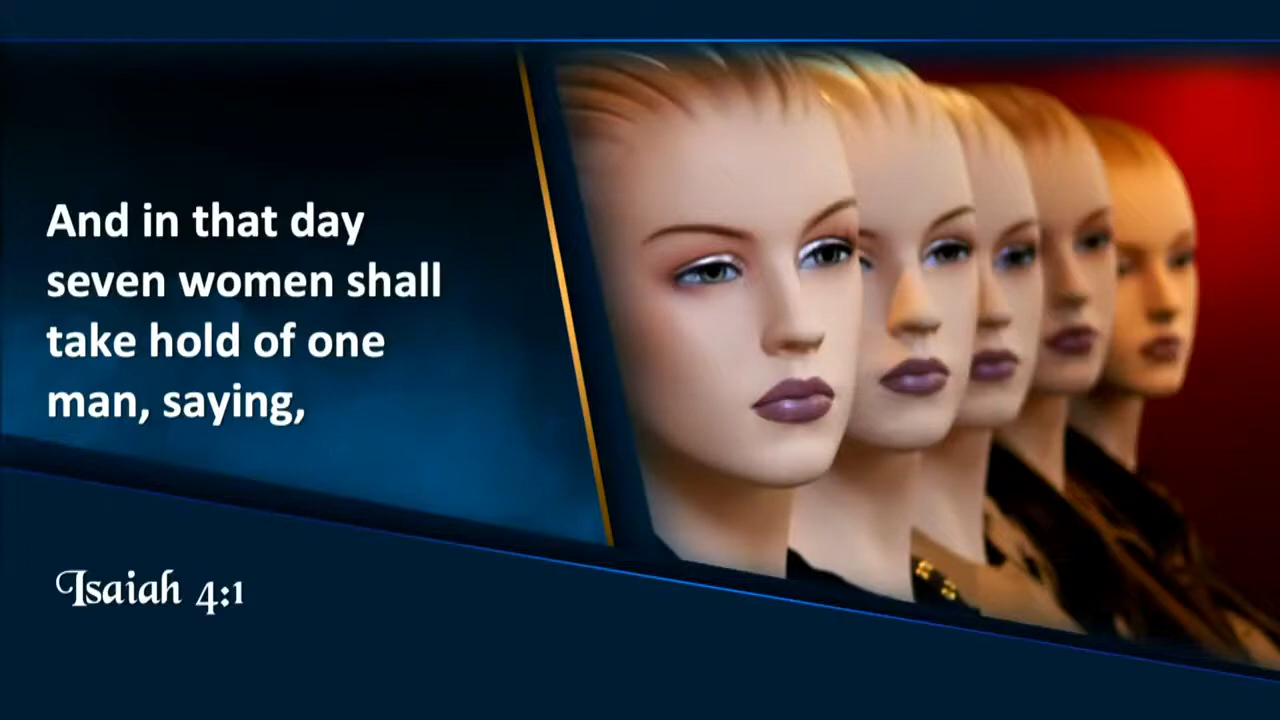 And in that day
seven women shall
take hold of one
man, saying,
Isaiah 4:1